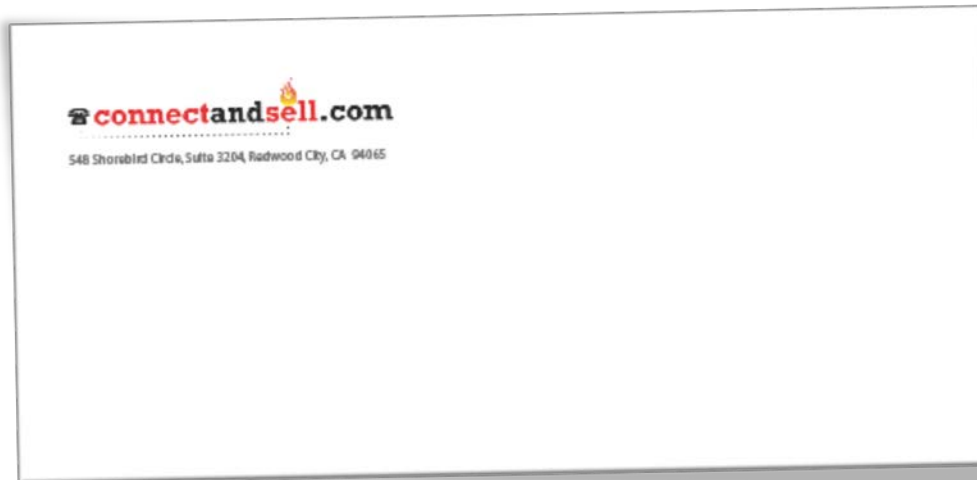 ☎connectandsell.com
548 Shorebird Circle, Suite 3204, Redwood City, CA 94065